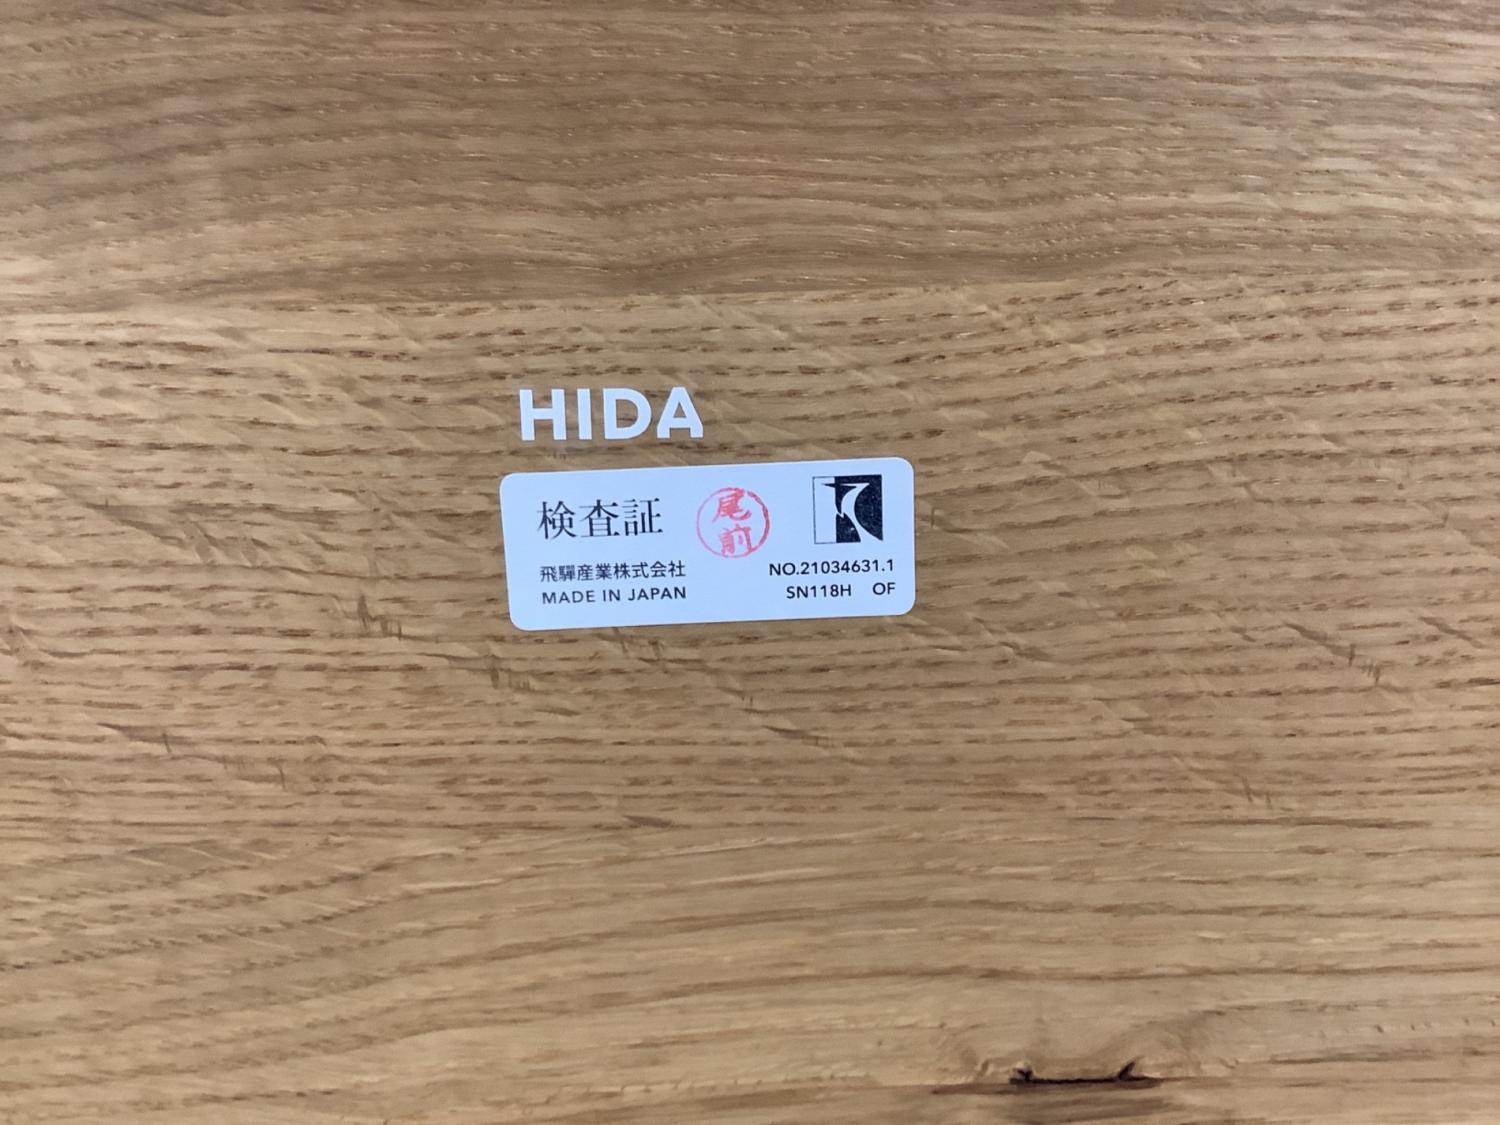 HIDA
検査証
尾前
飛驒産業株式会社
MADE IN JAPAN
NO.21034631.1
SN118H OF